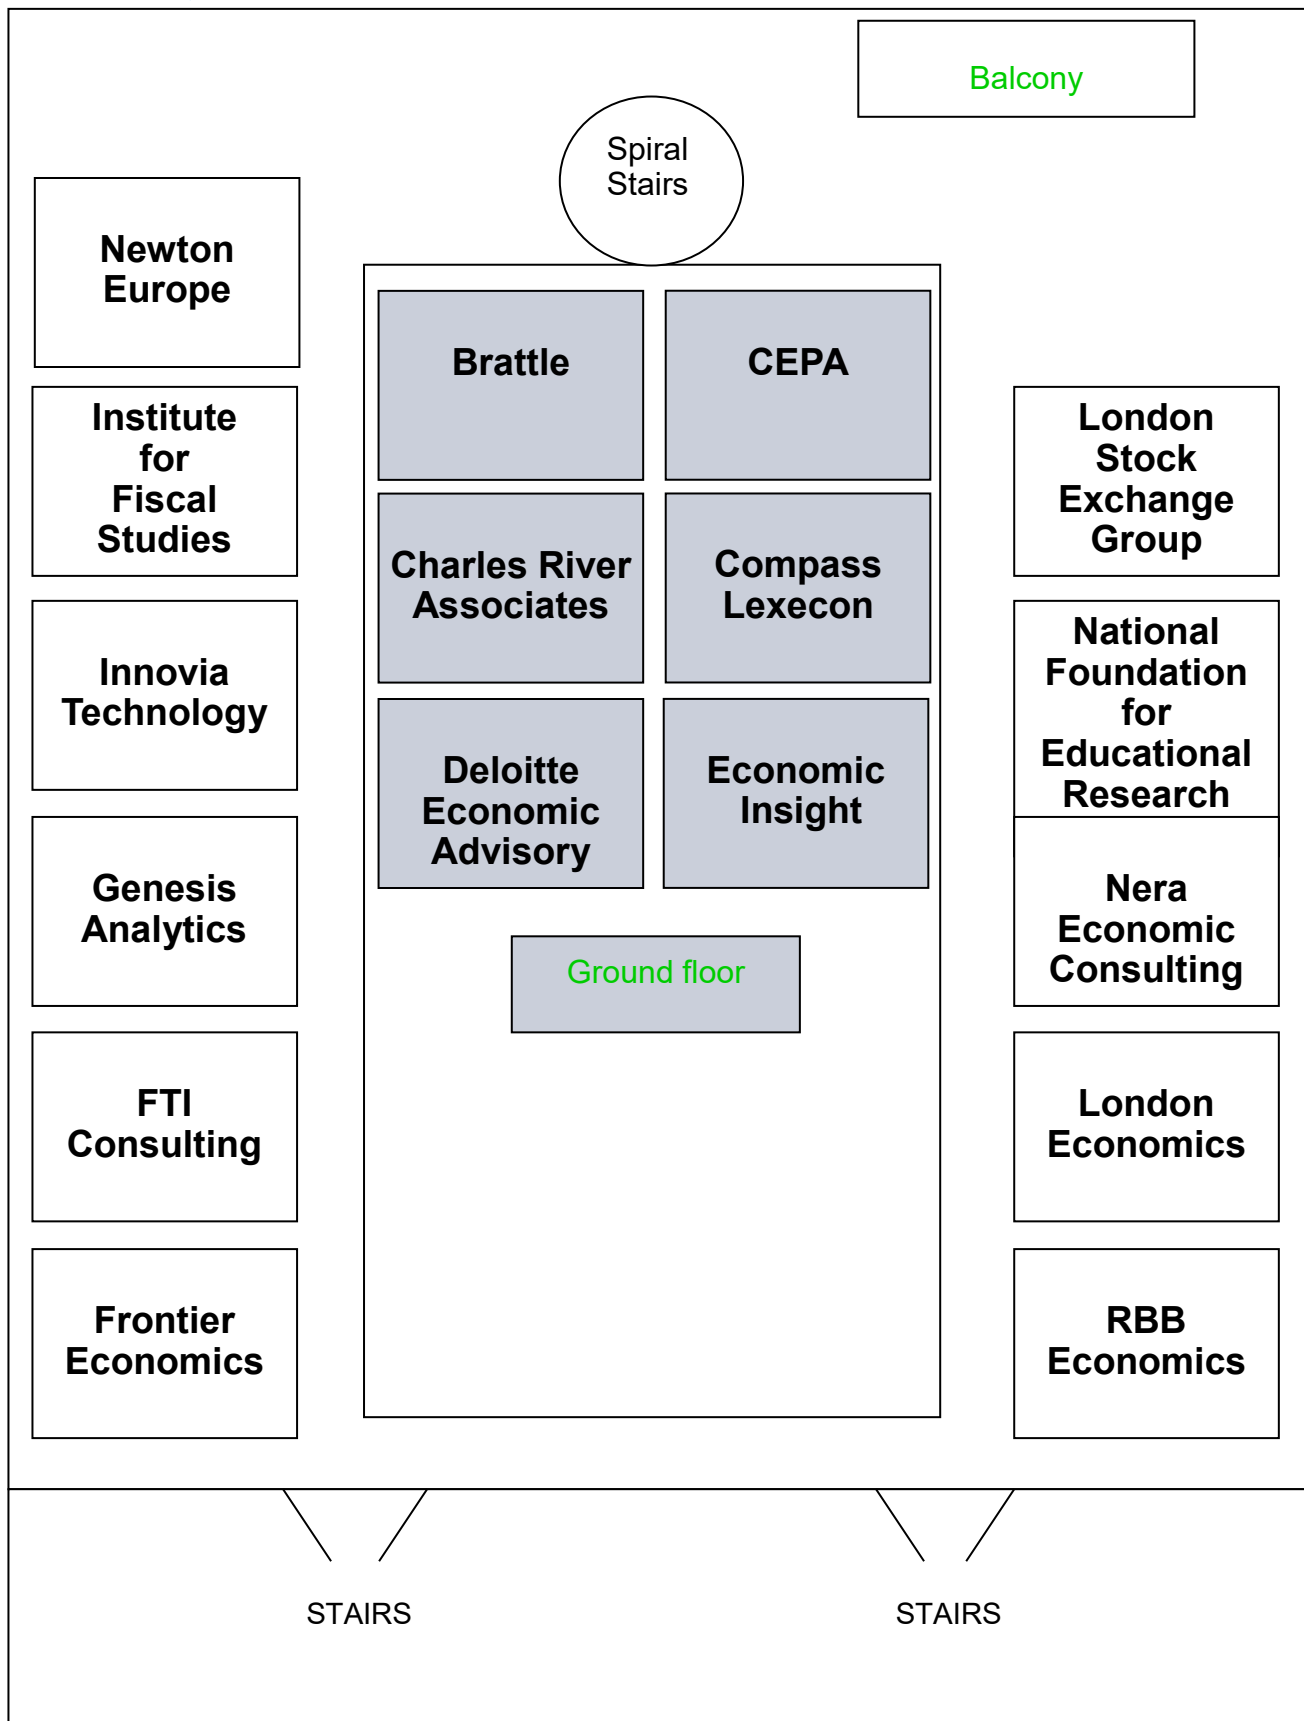 Balcony
Spiral
Stairs
Newton
Europe
Brattle
CEPA
Institute
for
Fiscal
Studies
London
Stock
Exchange
Group
Charles River
Associates
Compass
Lexecon
Innovia
Technology
National
Foundation
for
Educational
Research
Deloitte
Economic
Advisory
Economic
Insight
Genesis
Analytics
Nera
Economic
Consulting
Ground floor
FTI
Consulting
London
Economics
Frontier
Economics
RBB
Economics
STAIRS
STAIRS